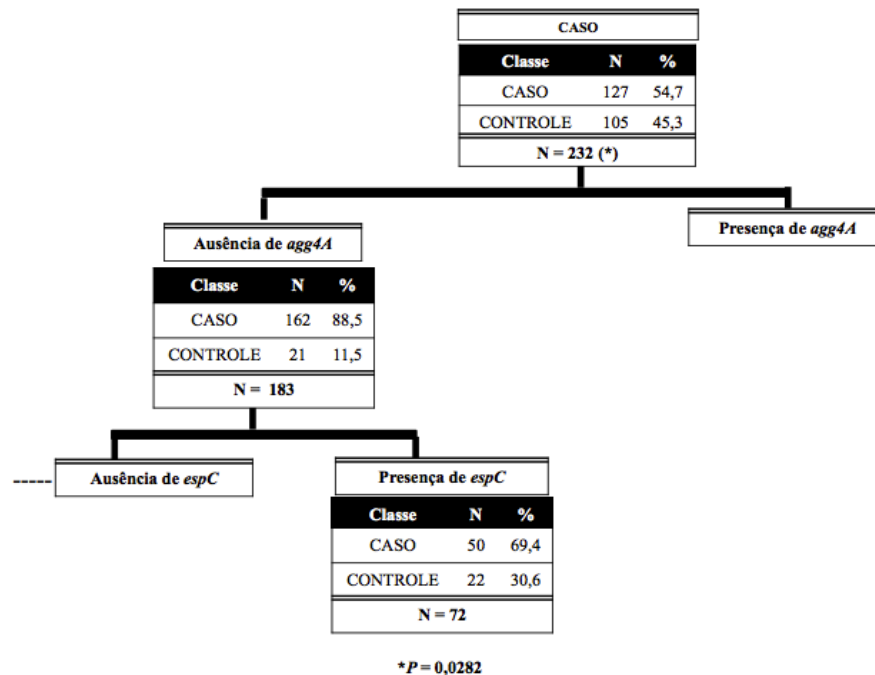 CASO
Classe N %
CASO 127 54,7
CONTROLE 105 45,3
N = 232 (*)
Ausência de agg4A
Presença de agg4A
Classe N %
CASO 162 88,5
CONTROLE 21 11,5
N = 183
----- Ausência de espC
Presença de espC
Classe N %
CASO 50 69,4
CONTROLE 22 30,6
N = 72
*P = 0,0282